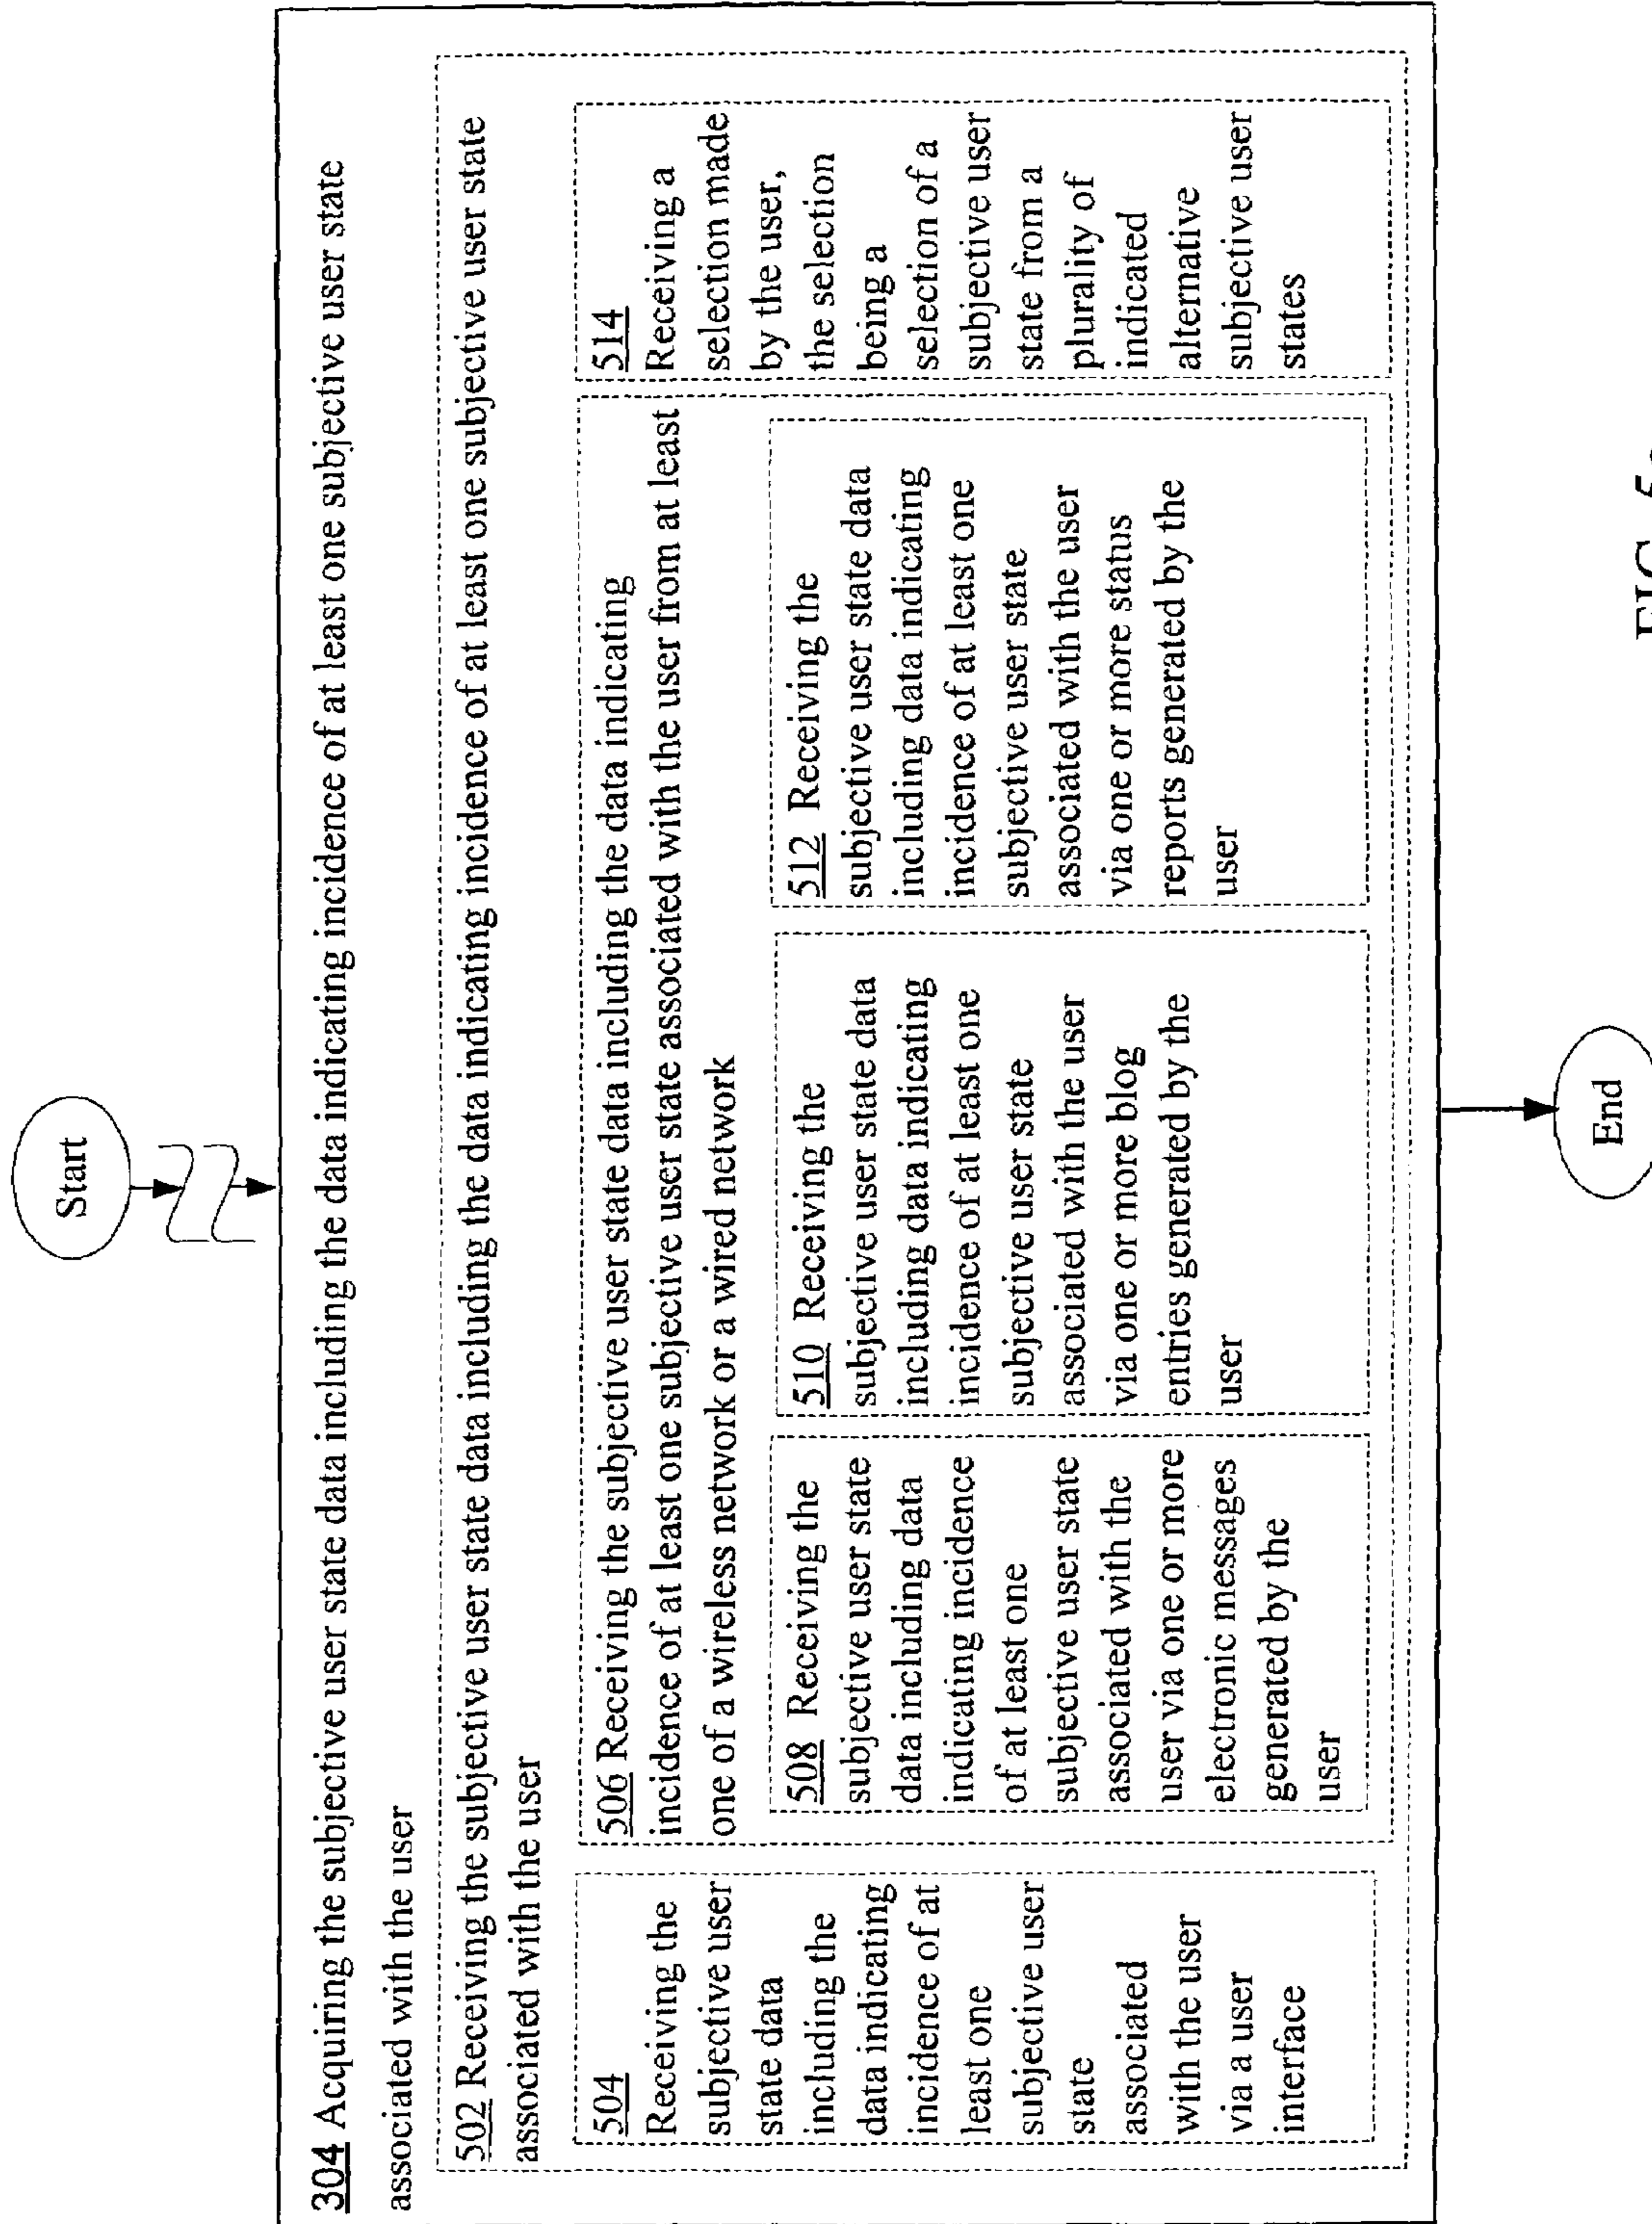 Start
304 Acquiring the subjective user state data including the data indicating incidence of at least one subjective user state
associated with the user
502 Receiving the subjective user state data including the data indicating incidence of at least one subjective user state
associated with the user
504
Receiving the
subjective user
state data
including the
data indicating
incidence of at
least one
subjective user
state
associated
with the user
via a user
interface
506 Receiving the subjective user state data including the data indicating
incidence of at least one subjective user state associated with the user from at least
one of a wireless network or a wired network
508 Receiving the
subjective user state
data including data
indicating incidence
of at least one
subjective user state
associated with the
user via one or more
electronic messages
generated by the
user
510 Receiving the
subjective user state data
including data indicating
incidence of at least one
subjective user state
associated with the user
via one or more blog
entries generated by the
user
512 Receiving the
subjective user state data
including data indicating
incidence of at least one
subjective user state
associated with the user
via one or more status
reports generated by the
user
514
Receiving a
selection made
by the user,
the selection
being a
selection of a
subjective user
state from a
plurality of
indicated
alternative
subjective user
states
End
FIG.